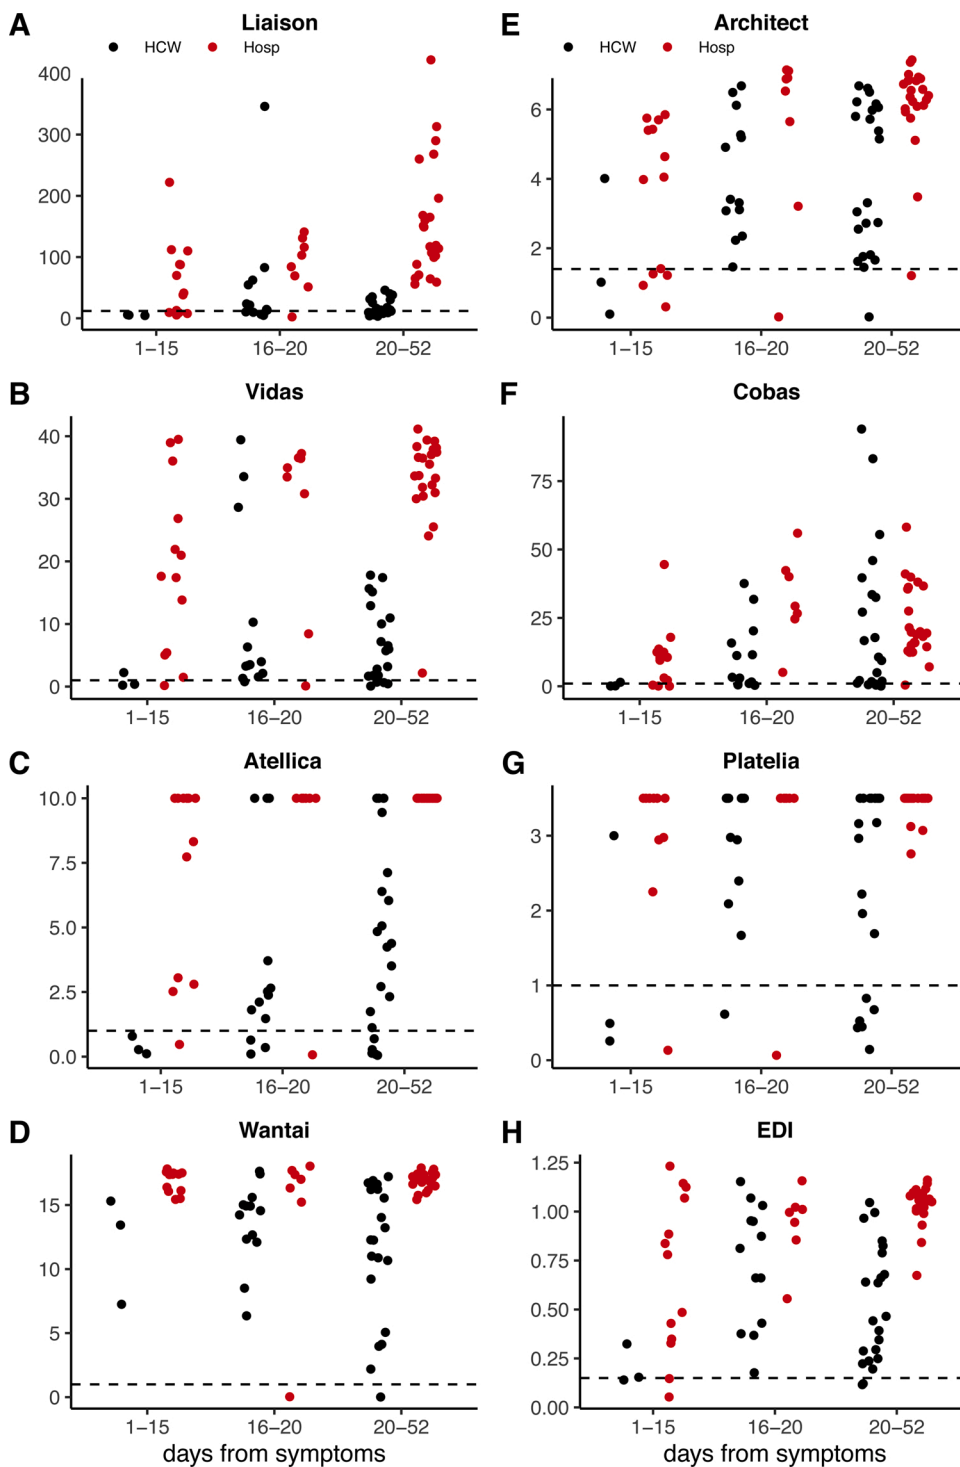 A
Liaison
HCW
Hosp
400
300
200
100
0
1–15
16–20
20–52
E
Architect
HCW
Hosp
6
4
2
0
1–15
16–20
20–52
B
Vidas
40
30
20
10
0
1–15
16–20
20–52
F
Cobas
75
50
25
0
1–15
16–20
20–52
C
Atellica
10.0
7.5
5.0
2.5
0.0
1–15
16–20
20–52
G
Platelia
3
2
1
0
1–15
16–20
20–52
D
Wantai
15
10
5
0
1–15
16–20
20–52
days from symptoms
H
EDI
1.25
1.00
0.75
0.50
0.25
0.00
1–15
16–20
20–52
days from symptoms